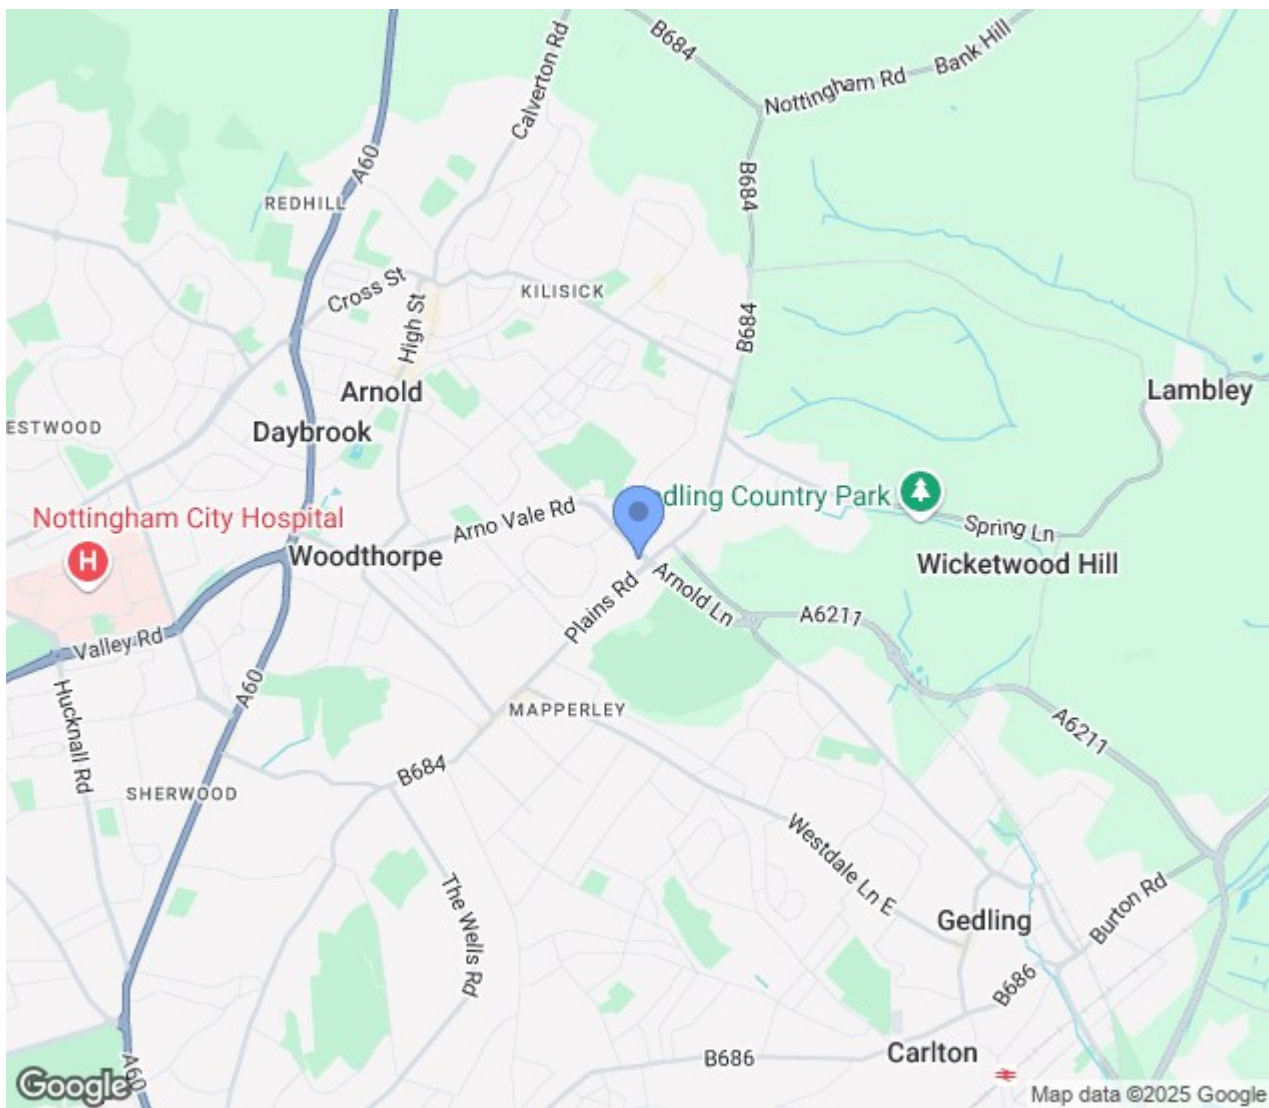 B684
Calverton Rd
Nottingham Rd
Bank Hill
A60
B684
REDHILL
Cross St
KILISICK
High St
B684
Arnold
Lambley
Daybrook
ESTWOOD
dling Country Park
Nottingham City Hospital
H
Arno Vale Rd
Spring Ln
Woodthorpe
Wicketwood Hill
Plains Rd
Arnold Ln
A6211
Valley Rd
A60
Hucknall Rd
MAPPERLEY
A6211
B684
SHERWOOD
Westdale Ln E
The Wells Rd
Gedling
Burton Rd
B686
B686
Carlton
A60
Google
Map data ©2025 Google